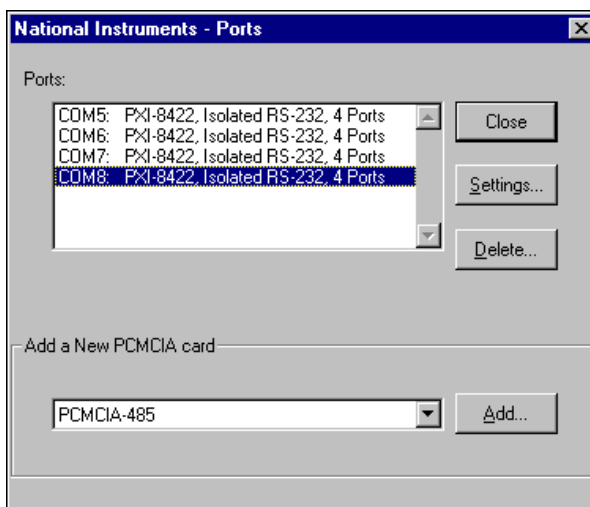 National Instruments - Ports
Ports:
COM5: PXI-8422, Isolated RS-232, 4 Ports
COM6: PXI-8422, Isolated RS-232, 4 Ports
COM7: PXI-8422, Isolated RS-232, 4 Ports
COM8: PXI-8422, Isolated RS-232, 4 Ports
Close
Settings...
Delete...
Add a New PCMCIA card
PCMCIA-485
Add...